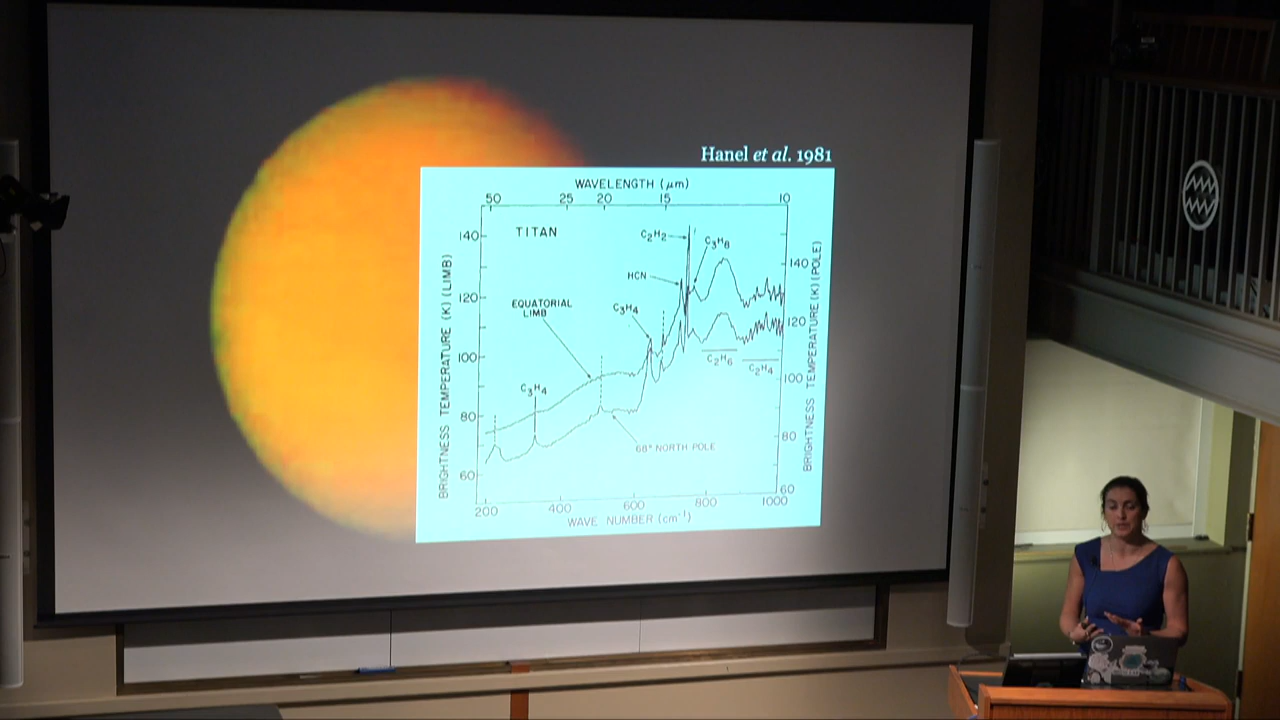 Hanel et al. 1981
WAVELENGTH (μm)
50 25 20 15 10
TITAN
140
120
100
80
60
BRIGHTNESS TEMPERATURE (K) (LIMB)
EQUATORIAL
LIMB
C₃H₄
C₃H₄
HCN
C₂H₂
C₃H₈
C₂H₆
C₂H₄
68° NORTH POLE
140
120
100
80
60
BRIGHTNESS TEMPERATURE (K) (POLE)
200 400 600 800 1000
WAVE NUMBER (cm⁻¹)